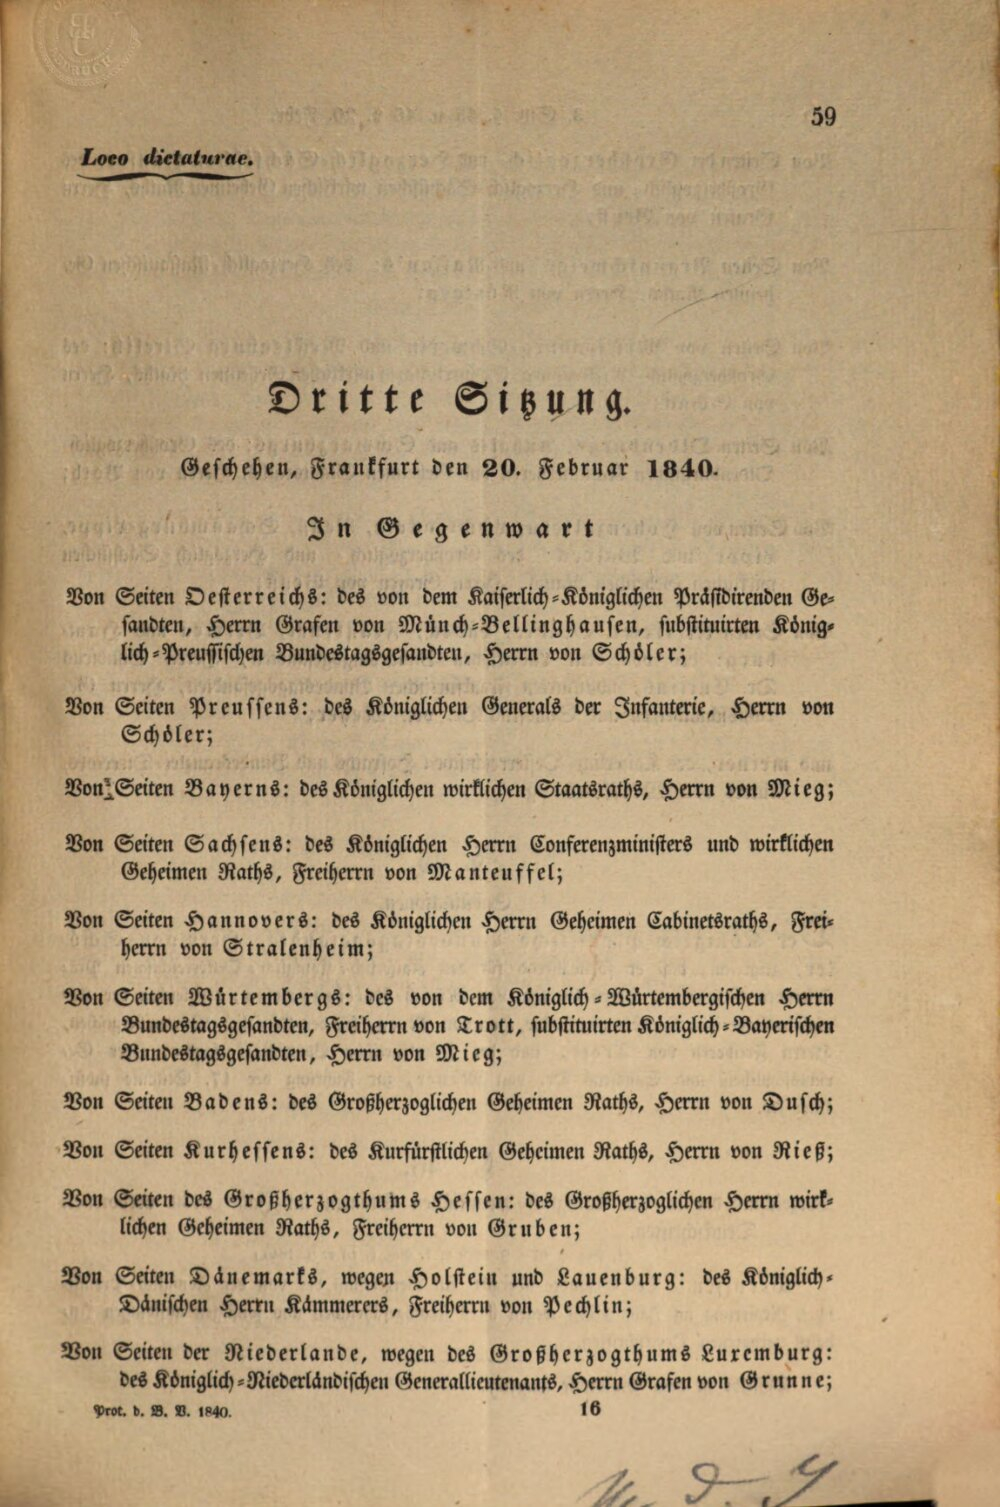 59
Loco dictaturae.
Dritte Sitzung.
Geschehen, Frankfurt den 20. Februar 1840.
In Gegenwart
Von Seiten Oesterreichs: des von dem Kaiserlich-Königlichen Präsidirenden Ge-
sandten, Herrn Grafen von Münch-Bellinghausen, substituirten König-
lich-Preussischen Bundestagsgesandten, Herrn von Schöler;
Von Seiten Preussens: des Königlichen Generals der Infanterie, Herrn von
Schöler;
Von Seiten Bayerns: des Königlichen wirklichen Staatsraths, Herrn von Mieg;
Von Seiten Sachsens: des Königlichen Herrn Conferenzministers und wirklichen
Geheimen Raths, Freiherrn von Manteuffel;
Von Seiten Hannovers: des Königlichen Herrn Geheimen Cabinetsraths, Frei-
herrn von Stralenheim;
Von Seiten Würtembergs: des von dem Königlich-Würtembergischen Herrn
Bundestagsgesandten, Freiherrn von Trott, substituirten Königlich-Bayerischen
Bundestagsgesandten, Herrn von Mieg;
Von Seiten Badens: des Großherzoglichen Geheimen Raths, Herrn von Dusch;
Von Seiten Kurhessens: des Kurfürstlichen Geheimen Raths, Herrn von Rieß;
Von Seiten des Großherzogthums Hessen: des Großherzoglichen Herrn wirk-
lichen Geheimen Raths, Freiherrn von Gruben;
Von Seiten Dänemarks, wegen Holstein und Lauenburg: des Königlich-
Dänischen Herrn Kämmerers, Freiherrn von Pechlin;
Von Seiten der Niederlande, wegen des Großherzogthums Luxemburg:
des Königlich-Niederländischen Generallieutenants, Herrn Grafen von Grunne;
Prot. d. B. V. 1840.
16